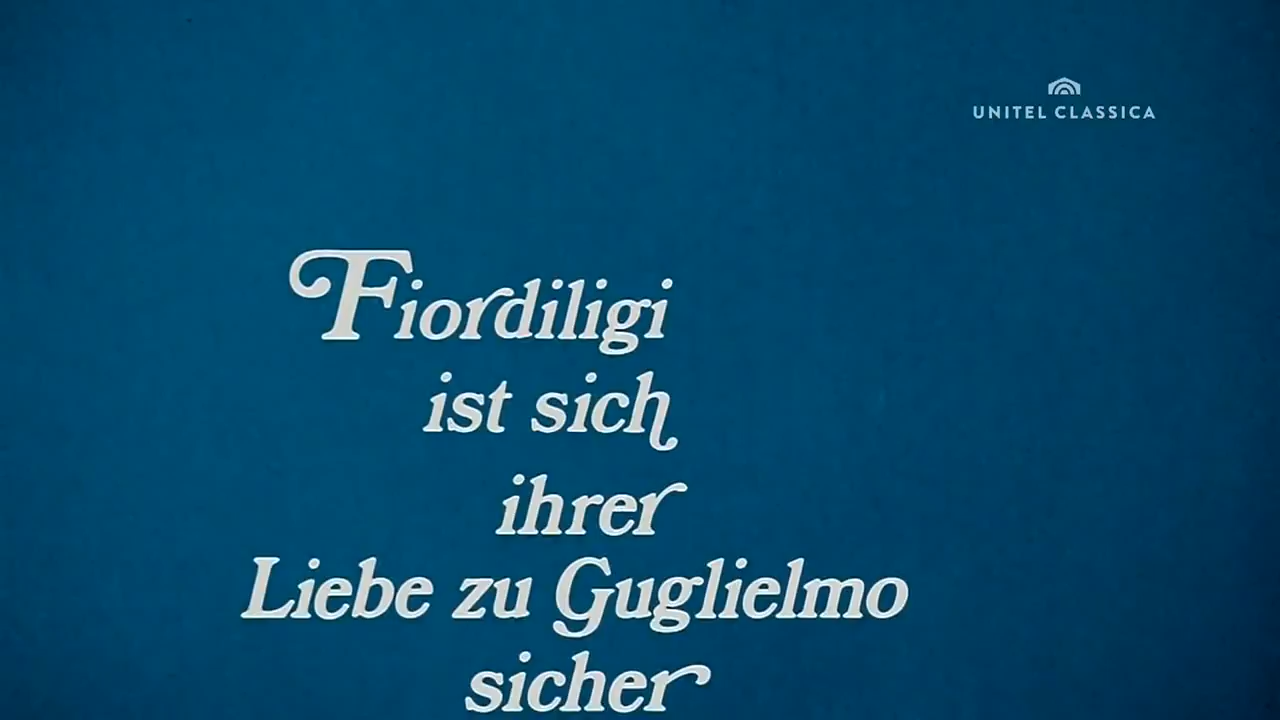 UNITEL CLASSICA
Fiordiligi
ist sich
ihrer
Liebe zu Guglielmo
sicher